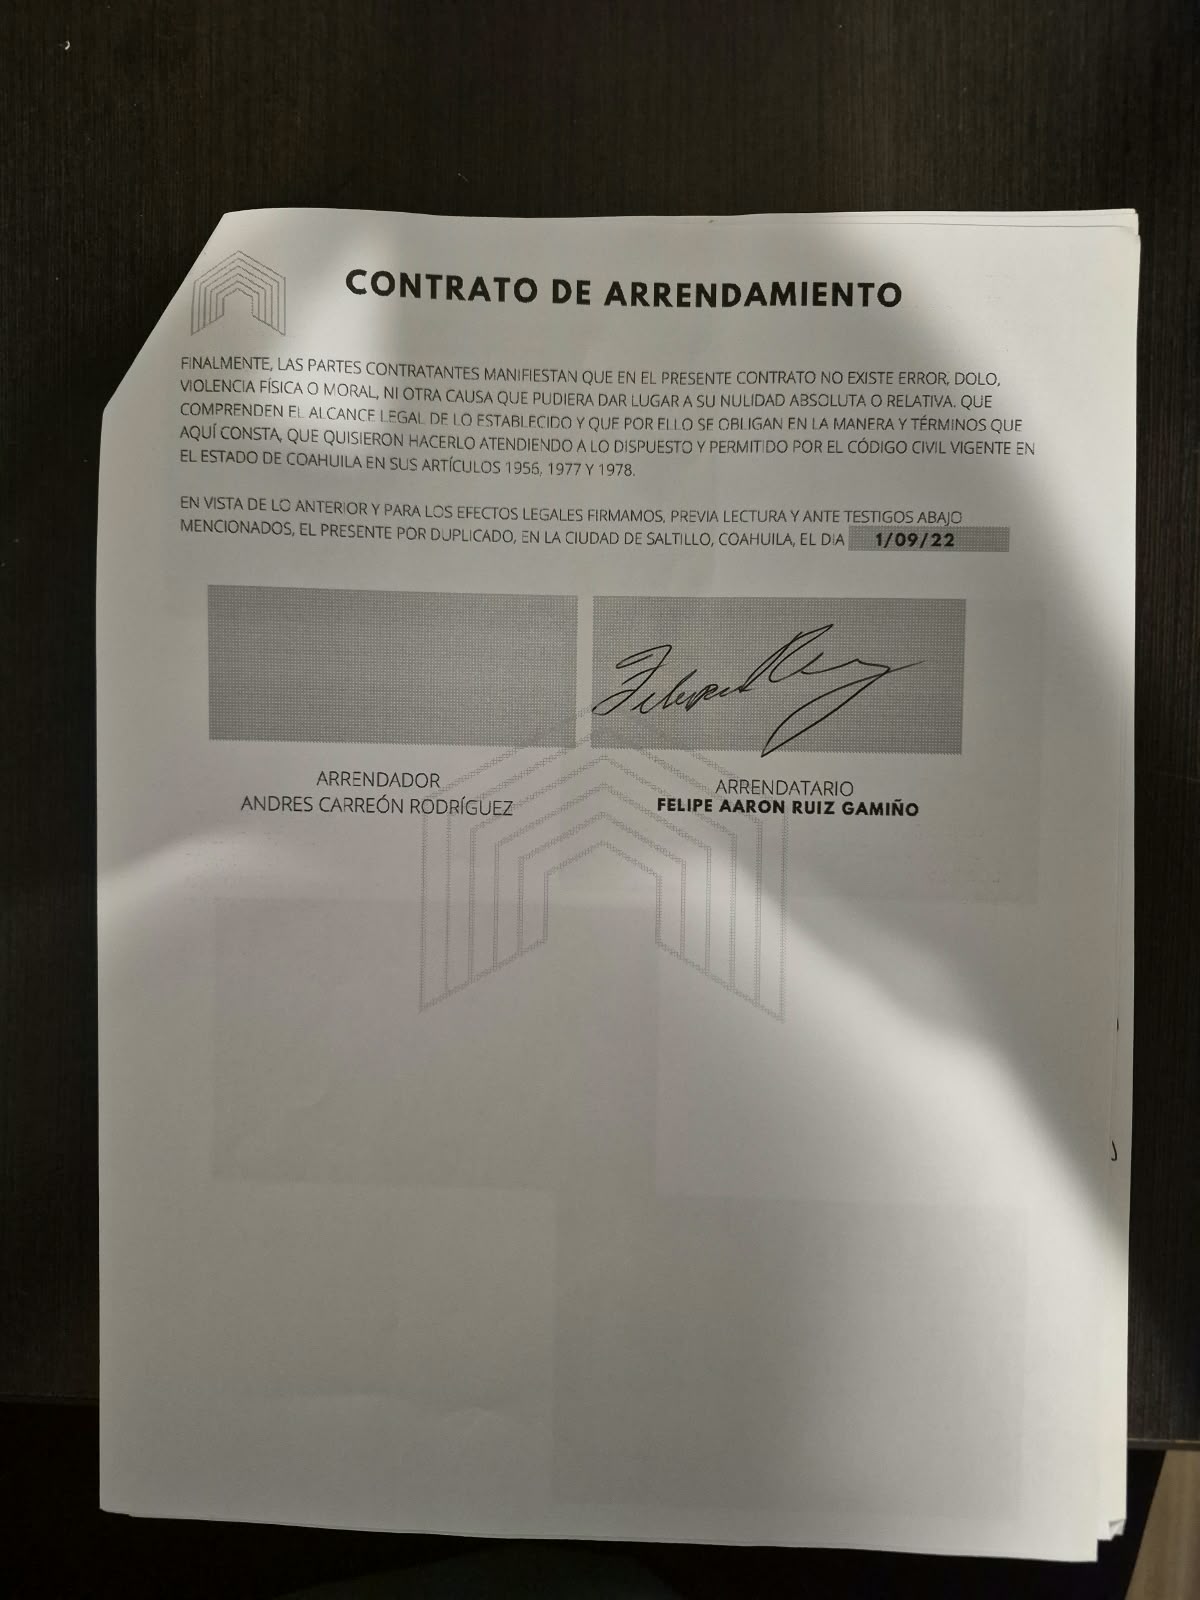 CONTRATO DE ARRENDAMIENTO
FINALMENTE, LAS PARTES CONTRATANTES MANIFIESTAN QUE EN EL PRESENTE CONTRATO NO EXISTE ERROR, DOLO,
VIOLENCIA FÍSICA O MORAL, NI OTRA CAUSA QUE PUDIERA DAR LUGAR A SU NULIDAD ABSOLUTA O RELATIVA. QUE
COMPRENDEN EL ALCANCE LEGAL DE LO ESTABLECIDO Y QUE POR ELLO SE OBLIGAN EN LA MANERA Y TÉRMINOS QUE
AQUÍ CONSTA, QUE QUISIERON HACERLO ATENDIENDO A LO DISPUESTO Y PERMITIDO POR EL CÓDIGO CIVIL VIGENTE EN
EL ESTADO DE COAHUILA EN SUS ARTÍCULOS 1956, 1977 Y 1978.
EN VISTA DE LO ANTERIOR Y PARA LOS EFECTOS LEGALES FIRMAMOS, PREVIA LECTURA Y ANTE TESTIGOS ABAJO
MENCIONADOS, EL PRESENTE POR DUPLICADO, EN LA CIUDAD DE SALTILLO, COAHUILA, EL DIA 1/09/22
Felipe Ruiz
ARRENDADOR
ANDRES CARREÓN RODRÍGUEZ
ARRENDATARIO
FELIPE AARON RUIZ GAMIÑO